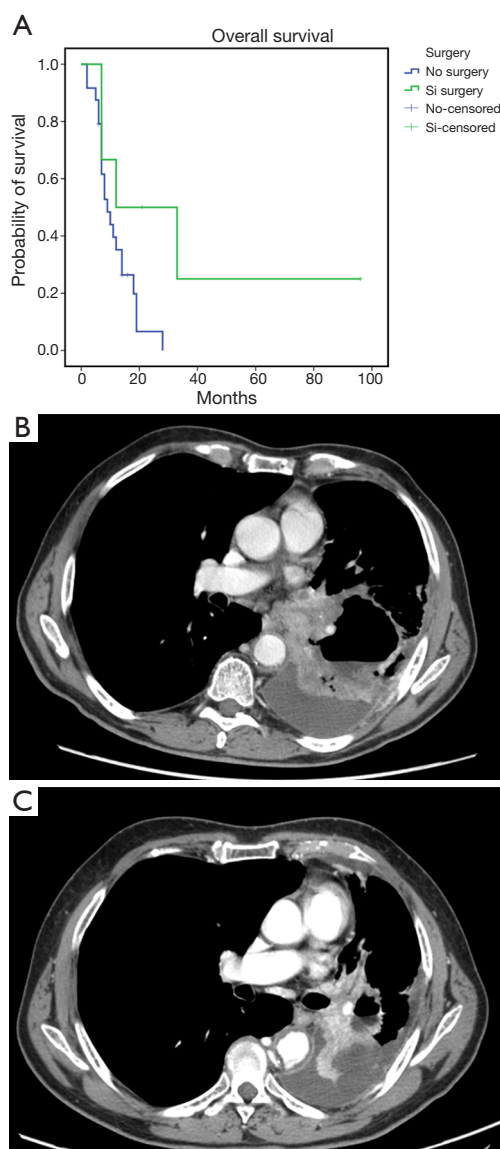 A
Overall survival
Surgery
No surgery
Si surgery
No-censored
Si-censored
Probability of survival
1.0
0.8
0.6
0.4
0.2
0.0
0 20 40 60 80 100
Months
B
C